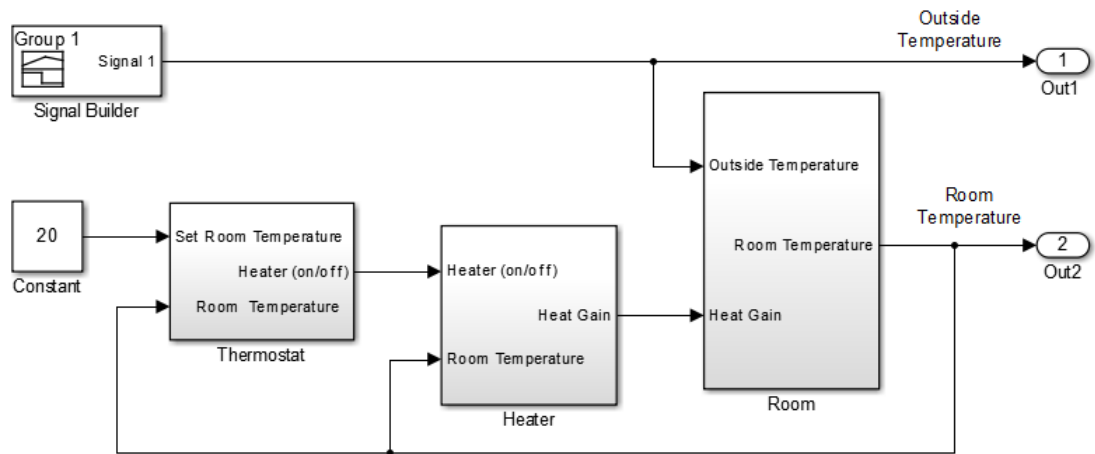 Group 1
Signal 1
Signal Builder
Outside
Temperature
1
Out1
Outside Temperature
Room Temperature
Heat Gain
Room
Room
Temperature
2
Out2
20
Constant
Set Room Temperature
Heater (on/off)
Room Temperature
Thermostat
Heater (on/off)
Heat Gain
Room Temperature
Heater